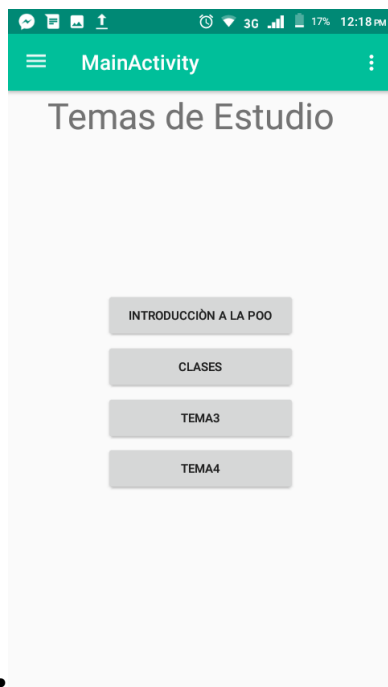 3G 17% 12:18 PM
MainActivity
Temas de Estudio
INTRODUCCIÒN A LA POO
CLASES
TEMA3
TEMA4